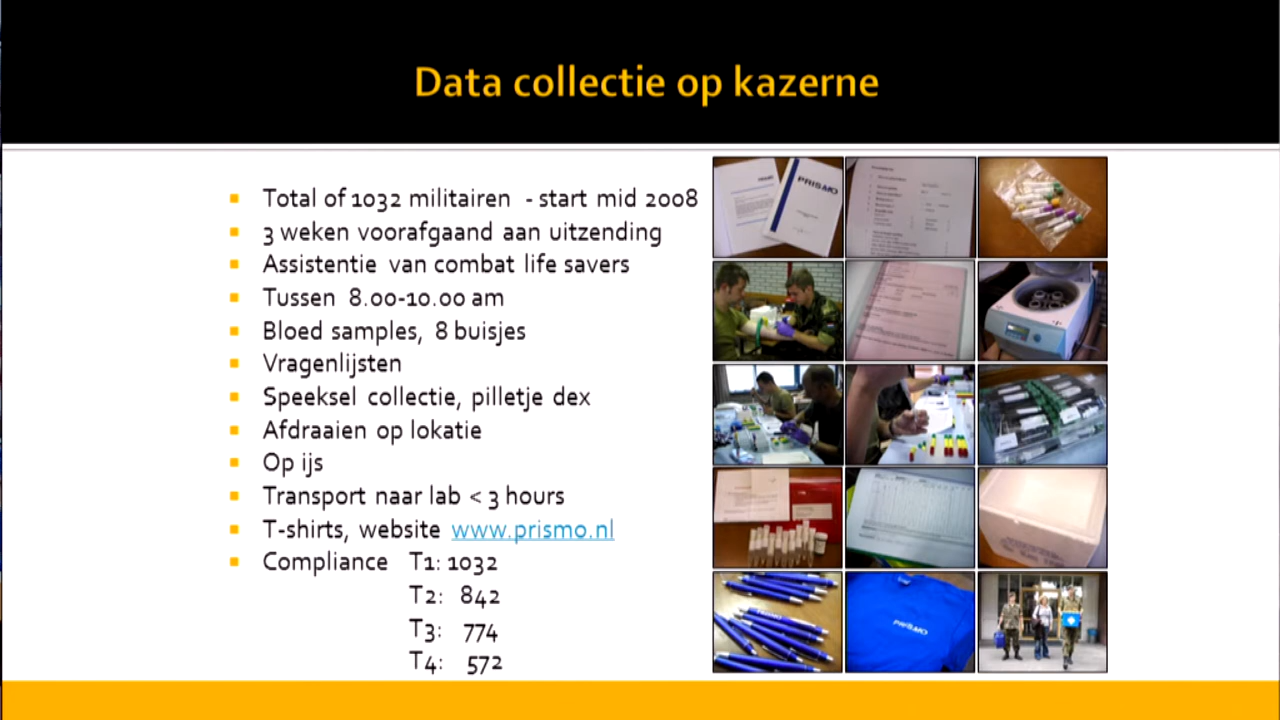 Data collectie op kazerne
Total of 1032 militairen - start mid 2008
3 weken voorafgaand aan uitzending
Assistentie van combat life savers
Tussen 8.00-10.00 am
Bloed samples, 8 buisjes
Vragenlijsten
Speeksel collectie, pilletje dex
Afdraaien op lokatie
Op ijs
Transport naar lab < 3 hours
T-shirts, website www.prismo.nl
Compliance T1: 1032
T2: 842
T3: 774
T4: 572
PRISMO
PRISMO